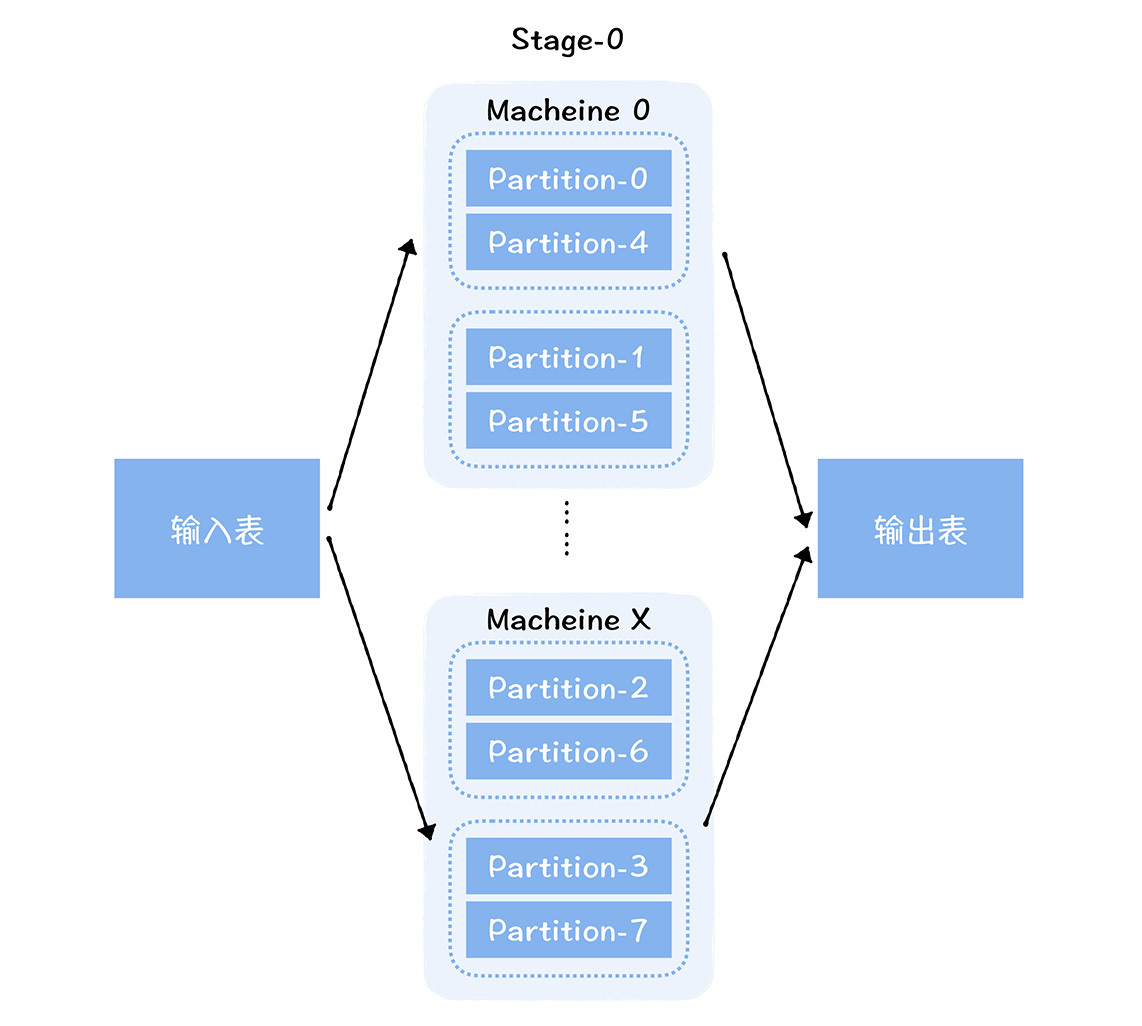 Stage-0
Macheine 0
Partition-0
Partition-4
Partition-1
Partition-5
输入表
输出表
Macheine X
Partition-2
Partition-6
Partition-3
Partition-7